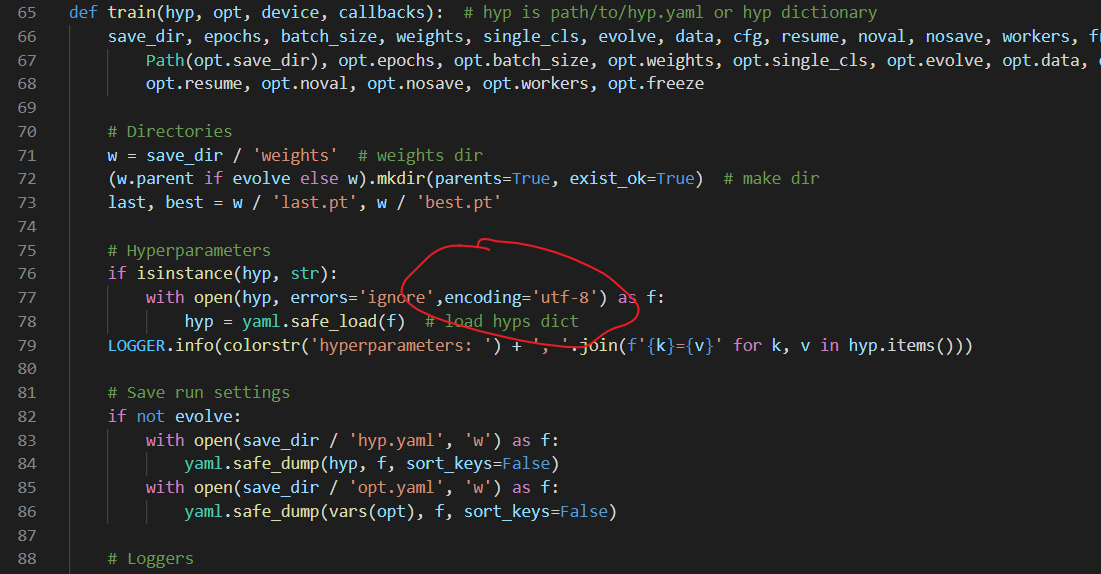 65 def train(hyp, opt, device, callbacks):  # hyp is path/to/hyp.yaml or hyp dictionary
66     save_dir, epochs, batch_size, weights, single_cls, evolve, data, cfg, resume, noval, nosave, workers,
67         Path(opt.save_dir), opt.epochs, opt.batch_size, opt.weights, opt.single_cls, opt.evolve, opt.data,
68         opt.resume, opt.noval, opt.nosave, opt.workers, opt.freeze
69
70     # Directories
71     w = save_dir / 'weights'  # weights dir
72     (w.parent if evolve else w).mkdir(parents=True, exist_ok=True)  # make dir
73     last, best = w / 'last.pt', w / 'best.pt'
74
75     # Hyperparameters
76     if isinstance(hyp, str):
77         with open(hyp, errors='ignore',encoding='utf-8') as f:
78             hyp = yaml.safe_load(f)  # load hyps dict
79     LOGGER.info(colorstr('hyperparameters: ') + ', '.join(f'{k}={v}' for k, v in hyp.items()))
80
81     # Save run settings
82     if not evolve:
83         with open(save_dir / 'hyp.yaml', 'w') as f:
84             yaml.safe_dump(hyp, f, sort_keys=False)
85         with open(save_dir / 'opt.yaml', 'w') as f:
86             yaml.safe_dump(vars(opt), f, sort_keys=False)
87
88     # Loggers